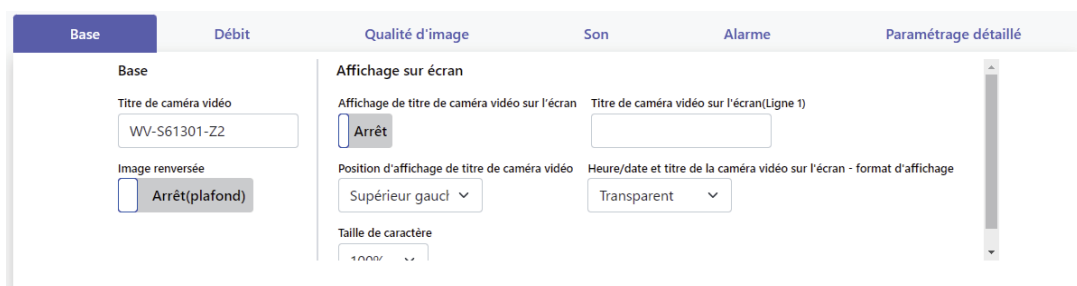 Base Débit Qualité d'image Son Alarme Paramétrage détaillé
Base
Titre de caméra vidéo
WV-S61301-Z2
Image renversée
Arrêt(plafond)
Affichage sur écran
Affichage de titre de caméra vidéo sur l'écran Titre de caméra vidéo sur l'écran(Ligne 1)
Arrêt
Position d'affichage de titre de caméra vidéo Heure/date et titre de la caméra vidéo sur l'écran - format d'affichage
Supérieur gaucl Transparent
Taille de caractère
100%